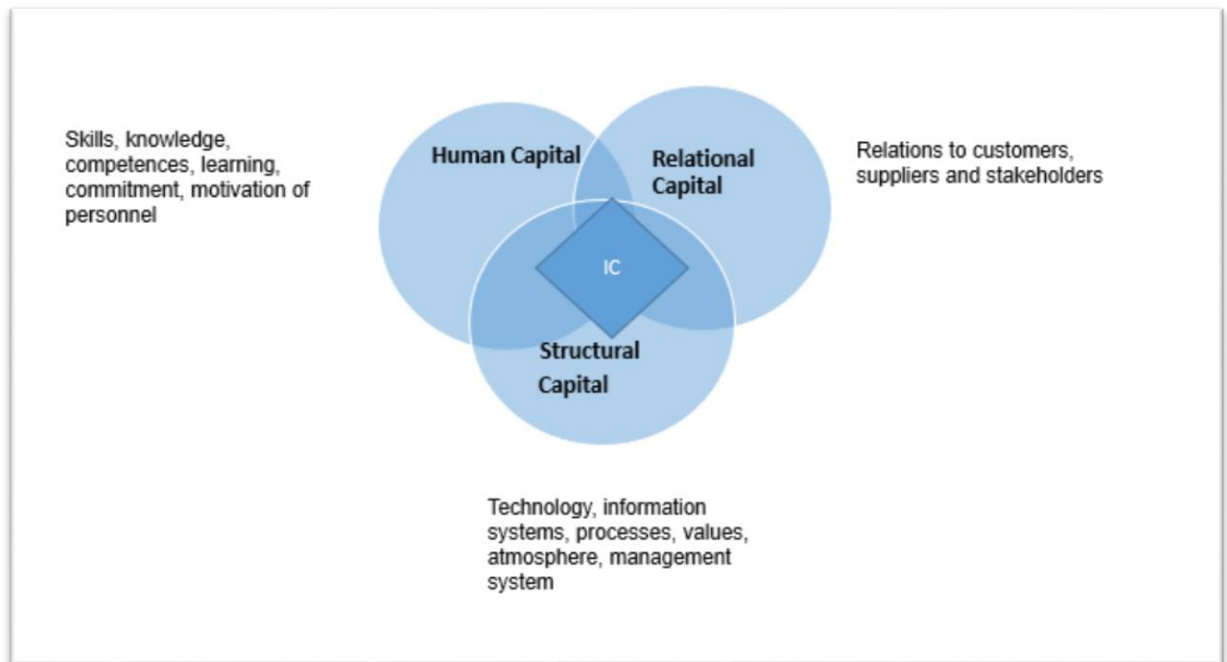 Skills, knowledge,
competences, learning,
commitment, motivation of
personnel
Human Capital
Relational
Capital
Relations to customers,
suppliers and stakeholders
IC
Structural
Capital
Technology, information
systems, processes, values,
atmosphere, management
system